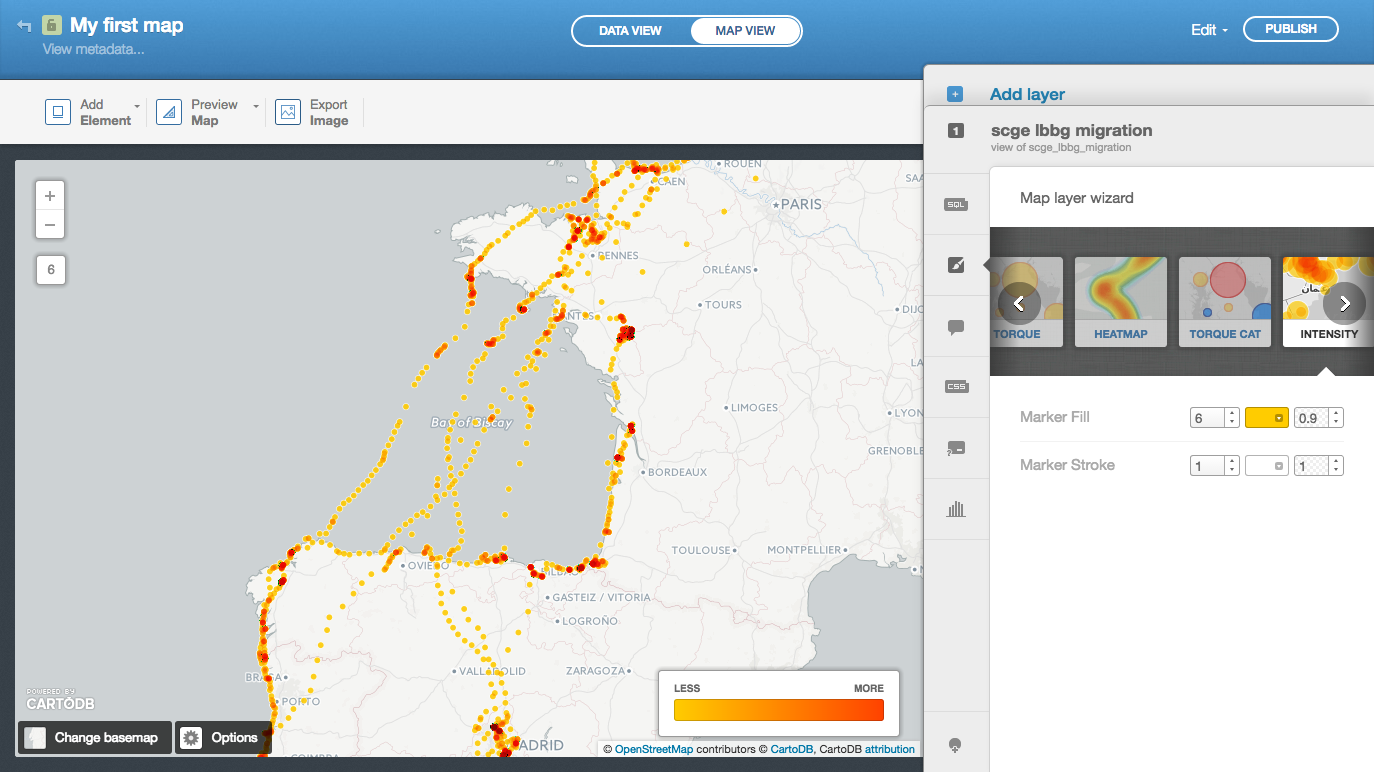 My first map
View metadata...
DATA VIEW
MAP VIEW
Edit
PUBLISH
Add
Element
Preview
Map
Export
Image
Add layer
1
scge lbbg migration
view of scge_lbbg_migration
SQL
CSS
Map layer wizard
TORQUE
HEATMAP
TORQUE CAT
INTENSITY
Marker Fill
6
0.9
Marker Stroke
1
1
+
−
6
ROUEN
CAEN
PARIS
RENNES
ORLÉANS
TOURS
DIJO
NTES
LA
LIMOGES
LYON
Bay of Biscay
GRENOBLE
BORDEAUX
TOULOUSE
MONTPELLIER
OVIEDO
BILBAO
GASTEIZ / VITORIA
LOGROÑO
VALLADOLID
ZARAGOZA
BRAGA
PORTO
ADRID
COIMBRA
SAA
N
LESS
MORE
POWERED BY
CARTODB
Change basemap
Options
© OpenStreetMap contributors © CartoDB, CartoDB attribution